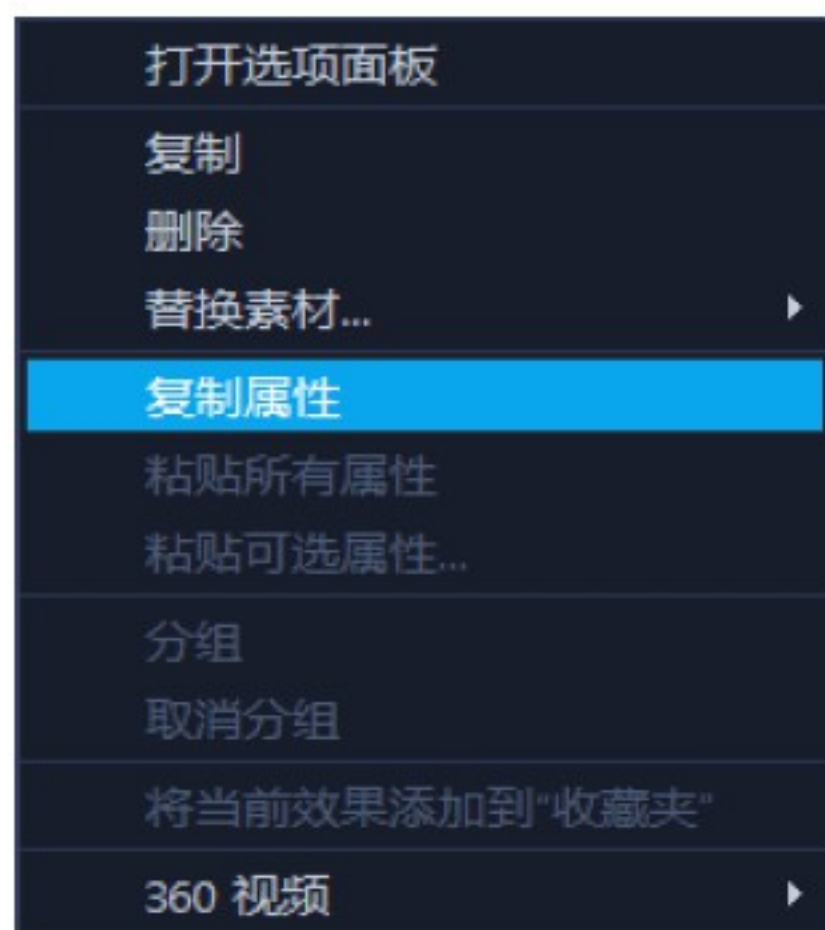 打开选项面板
复制
删除
替换素材...
复制属性
粘贴所有属性
粘贴可选属性...
分组
取消分组
将当前效果添加到“收藏夹”
360 视频